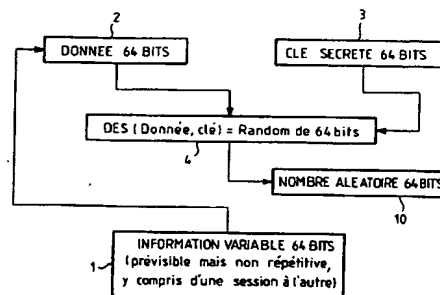 2
3
DONNEE 64 BITS
CLE SECRETE 64 BITS
DES (Donnée, clé) = Random de 64 bits
4
NOMBRE ALEATOIRE 64 BITS
10
INFORMATION VARIABLE 64 BITS
1
(prévisible mais non répétitive,
y compris d'une session à l'autre)